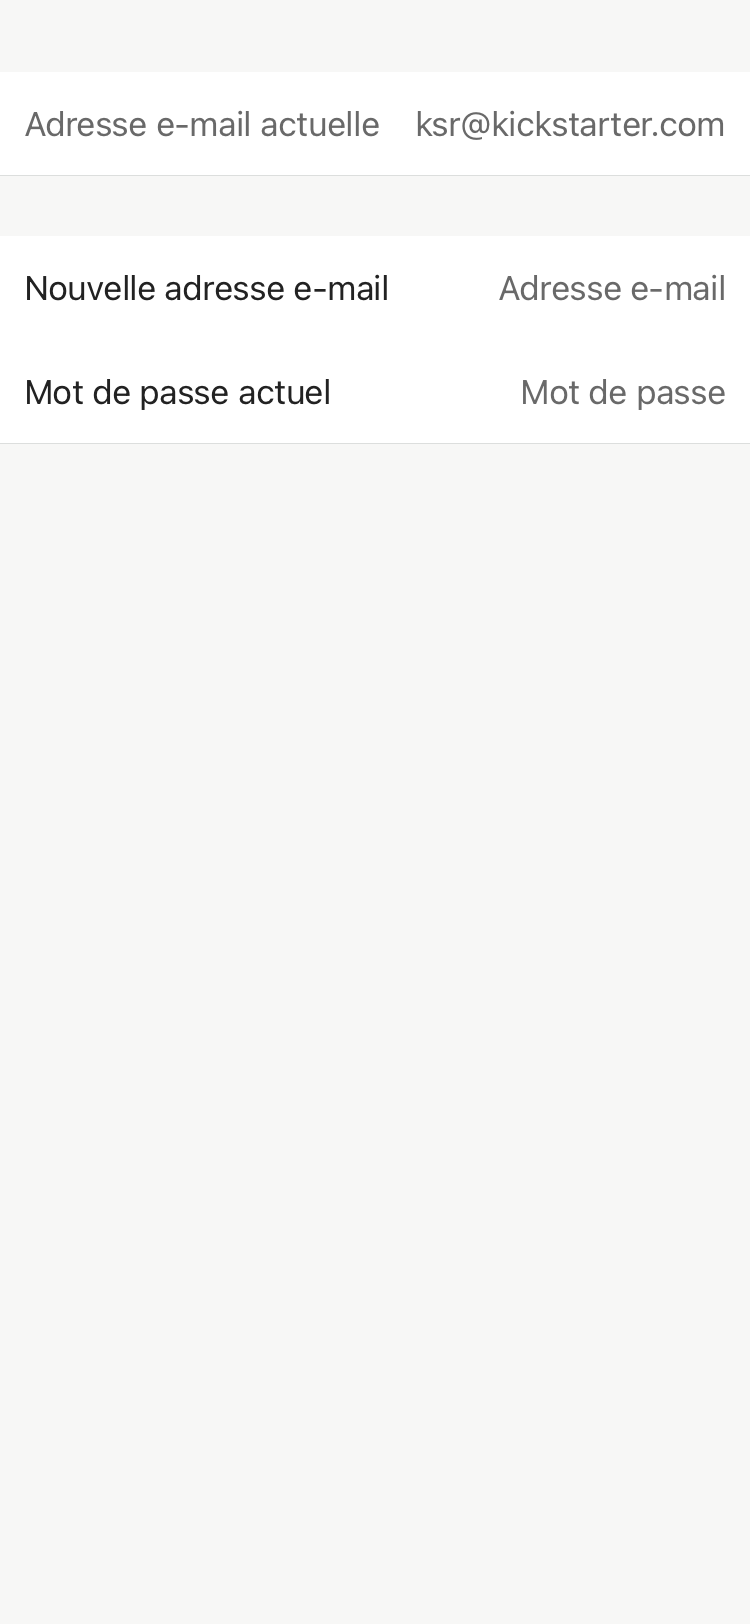 Adresse e-mail actuelle ksr@kickstarter.com
Nouvelle adresse e-mail Adresse e-mail
Mot de passe actuel Mot de passe